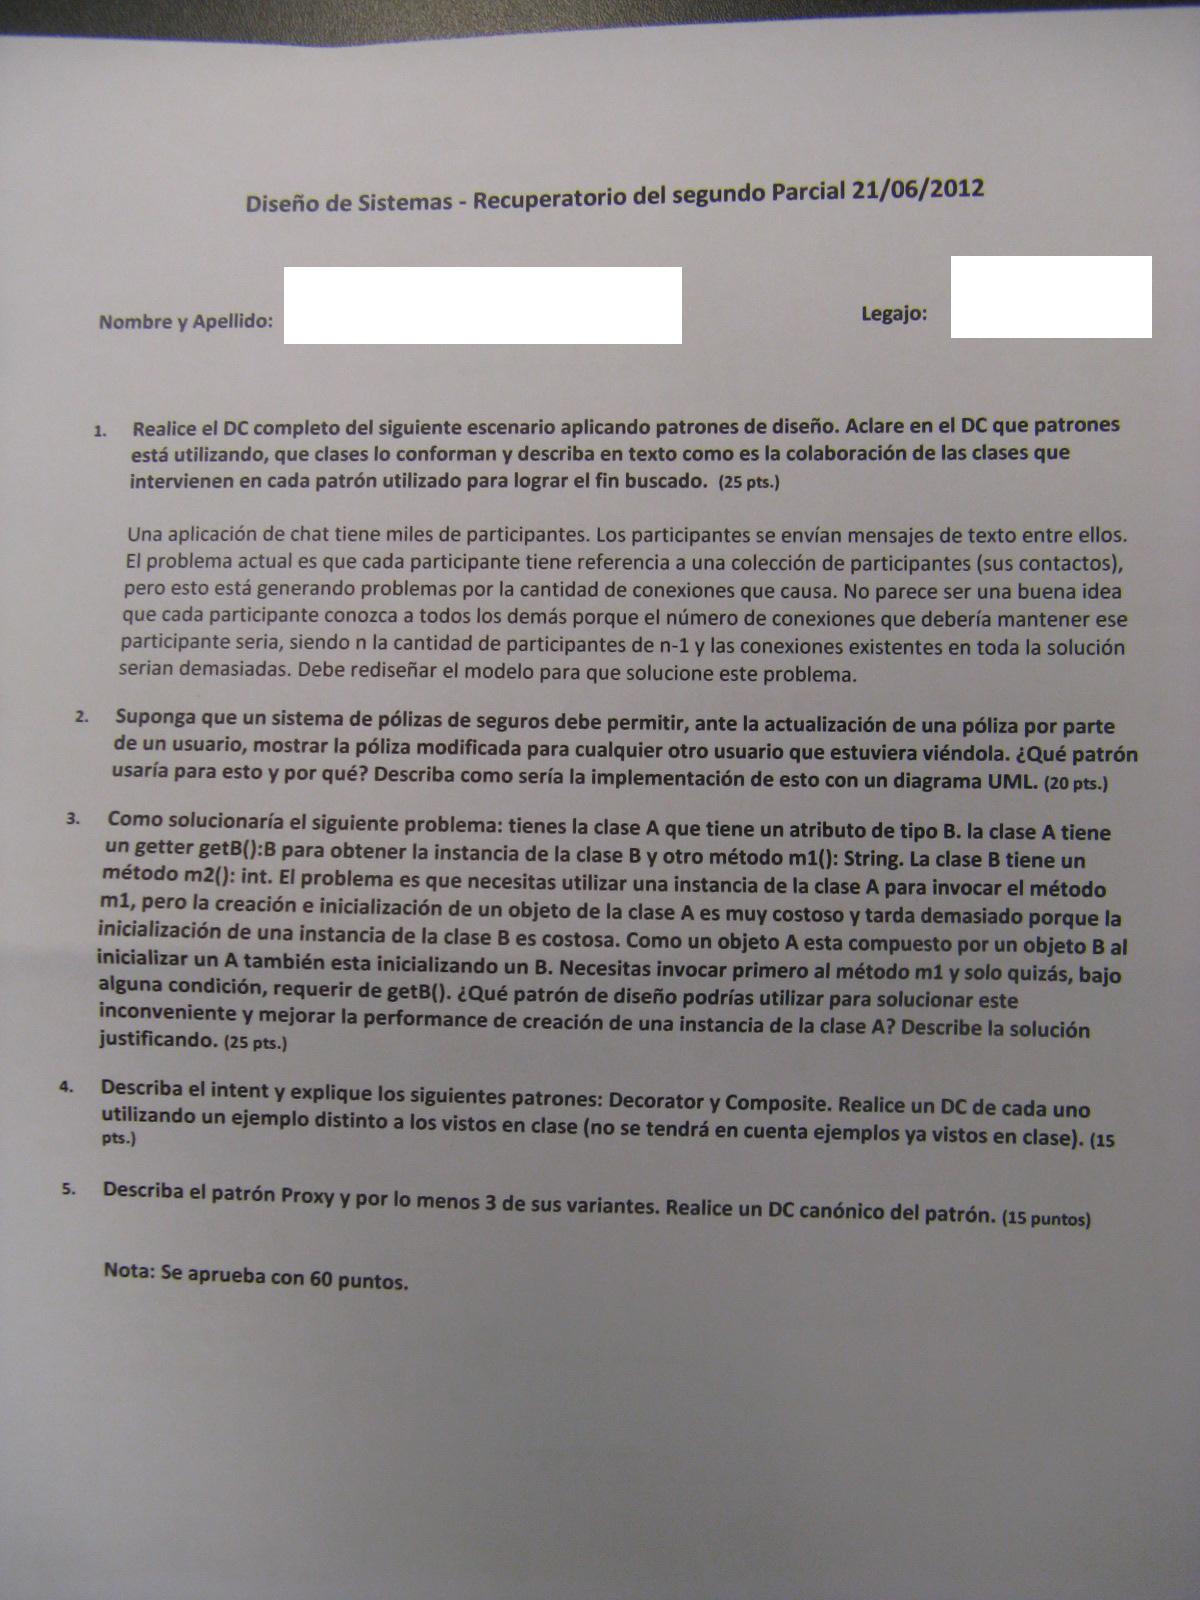 Diseño de Sistemas - Recuperatorio del segundo Parcial 21/06/2012
Nombre y Apellido:
Legajo:
1. Realice el DC completo del siguiente escenario aplicando patrones de diseño. Aclare en el DC que patrones
está utilizando, que clases lo conforman y describa en texto como es la colaboración de las clases que
intervienen en cada patrón utilizado para lograr el fin buscado. (25 pts.)
Una aplicación de chat tiene miles de participantes. Los participantes se envían mensajes de texto entre ellos.
El problema actual es que cada participante tiene referencia a una colección de participantes (sus contactos),
pero esto está generando problemas por la cantidad de conexiones que causa. No parece ser una buena idea
que cada participante conozca a todos los demás porque el número de conexiones que debería mantener ese
participante seria, siendo n la cantidad de participantes de n-1 y las conexiones existentes en toda la solución
serian demasiadas. Debe rediseñar el modelo para que solucione este problema.
2. Suponga que un sistema de pólizas de seguros debe permitir, ante la actualización de una póliza por parte
de un usuario, mostrar la póliza modificada para cualquier otro usuario que estuviera viéndola. ¿Qué patrón
usaría para esto y por qué? Describa como sería la implementación de esto con un diagrama UML. (20 pts.)
3. Como solucionaría el siguiente problema: tienes la clase A que tiene un atributo de tipo B. la clase A tiene
un getter getB():B para obtener la instancia de la clase B y otro método m1(): String. La clase B tiene un
método m2(): int. El problema es que necesitas utilizar una instancia de la clase A para invocar el método
m1, pero la creación e inicialización de un objeto de la clase A es muy costoso y tarda demasiado porque la
inicialización de una instancia de la clase B es costosa. Como un objeto A esta compuesto por un objeto B al
inicializar un A también esta inicializando un B. Necesitas invocar primero al método m1 y solo quizás, bajo
alguna condición, requerir de getB(). ¿Qué patrón de diseño podrías utilizar para solucionar este
inconveniente y mejorar la performance de creación de una instancia de la clase A? Describe la solución
justificando. (25 pts.)
4. Describa el intent y explique los siguientes patrones: Decorator y Composite. Realice un DC de cada uno
utilizando un ejemplo distinto a los vistos en clase (no se tendrá en cuenta ejemplos ya vistos en clase). (15
pts.)
5. Describa el patrón Proxy y por lo menos 3 de sus variantes. Realice un DC canónico del patrón. (15 puntos)
Nota: Se aprueba con 60 puntos.